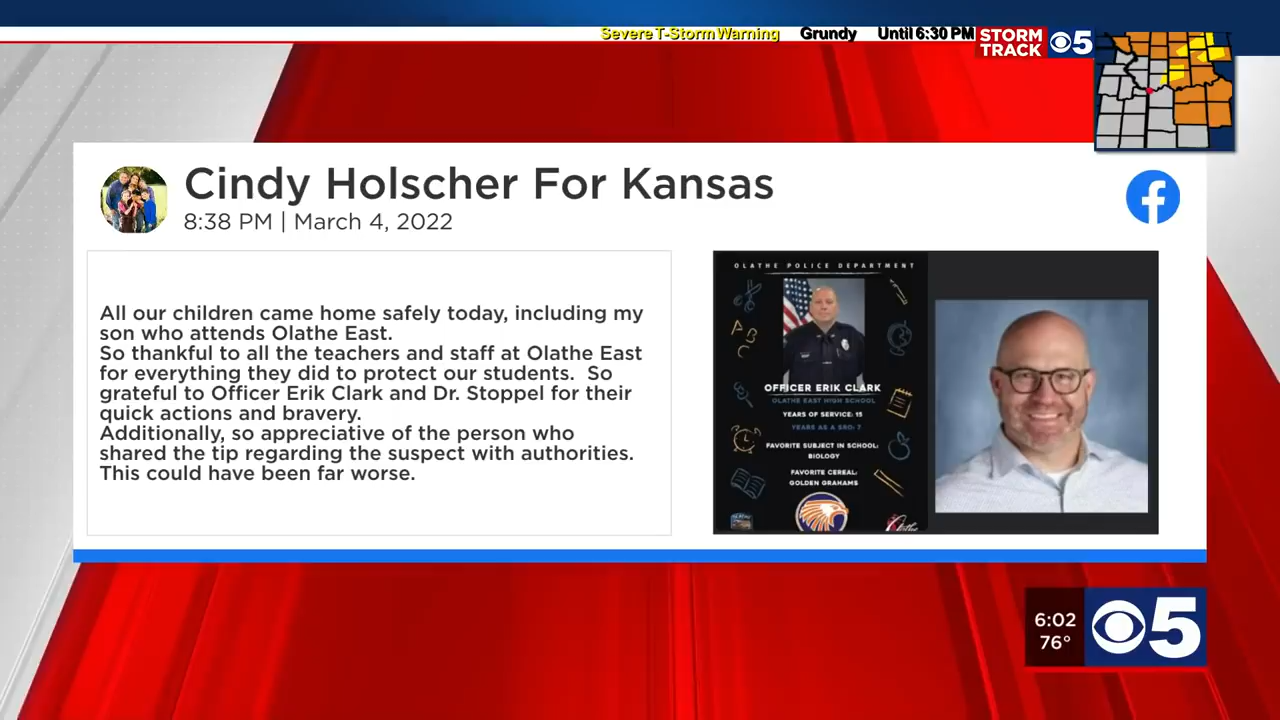 Severe T-Storm Warning Grundy Until 6:30 PM
STORM
TRACK
5
Cindy Holscher For Kansas
8:38 PM | March 4, 2022
All our children came home safely today, including my
son who attends Olathe East.
So thankful to all the teachers and staff at Olathe East
for everything they did to protect our students. So
grateful to Officer Erik Clark and Dr. Stoppel for their
quick actions and bravery.
Additionally, so appreciative of the person who
shared the tip regarding the suspect with authorities.
This could have been far worse.
OLATHE POLICE DEPARTMENT
A B
C
OFFICER ERIK CLARK
OLATHE EAST HIGH SCHOOL
YEARS OF SERVICE: 15
YEARS AS A SRO: 7
FAVORITE SUBJECT IN SCHOOL:
BIOLOGY
FAVORITE CEREAL:
GOLDEN GRAHAMS
Olathe
6:02
76°
5